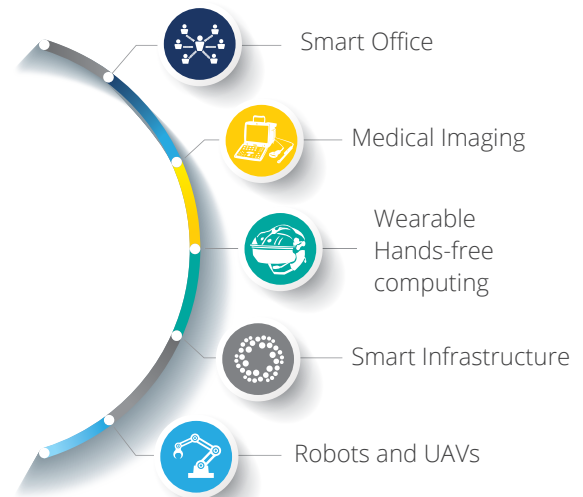 Smart Office
Medical Imaging
Wearable
Hands-free
computing
Smart Infrastructure
Robots and UAVs